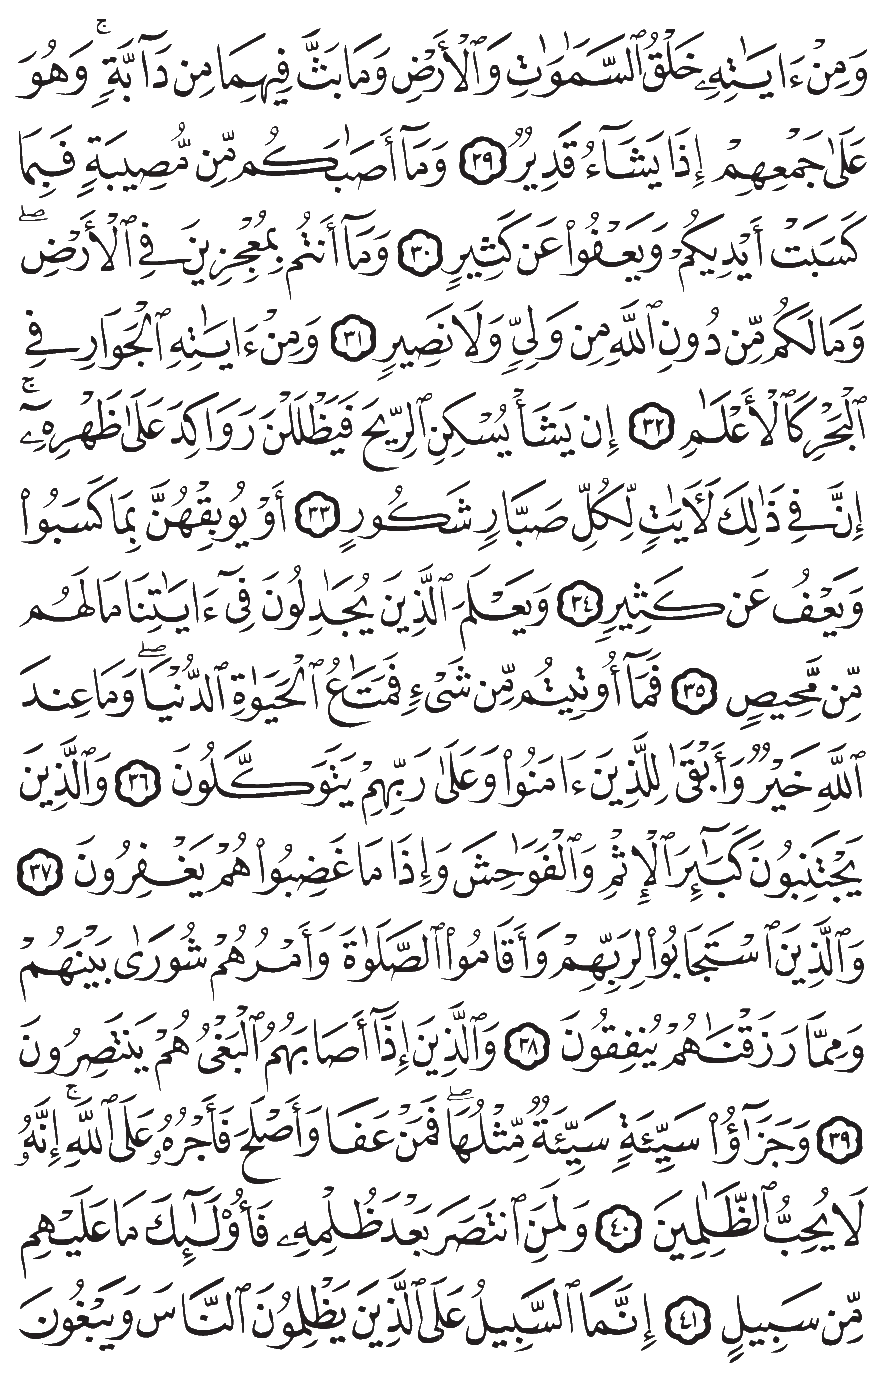 وَمِنْ ءَايَٰتِهِۦ خَلْقُ ٱلسَّمَٰوَٰتِ وَٱلْأَرْضِ وَمَا بَثَّ فِيهِمَا مِن دَآبَّةٍ ۚ وَهُوَ
عَلَىٰ جَمْعِهِمْ إِذَا يَشَآءُ قَدِيرٌ ٢٩ وَمَآ أَصَٰبَكُم مِّن مُّصِيبَةٍ فَبِمَا
كَسَبَتْ أَيْدِيكُمْ وَيَعْفُوا۟ عَن كَثِيرٍ ٣٠ وَمَآ أَنتُم بِمُعْجِزِينَ فِى ٱلْأَرْضِ ۖ
وَمَا لَكُم مِّن دُونِ ٱللَّهِ مِن وَلِىٍّ وَلَا نَصِيرٍ ٣١ وَمِنْ ءَايَٰتِهِ ٱلْجَوَارِ فِى
ٱلْبَحْرِ كَٱلْأَعْلَٰمِ ٣٢ إِن يَشَأْ يُسْكِنِ ٱلرِّيحَ فَيَظْلَلْنَ رَوَاكِدَ عَلَىٰ ظَهْرِهِۦٓ ۚ
إِنَّ فِى ذَٰلِكَ لَءَايَٰتٍ لِّكُلِّ صَبَّارٍ شَكُورٍ ٣٣ أَوْ يُوبِقْهُنَّ بِمَا كَسَبُوا۟
وَيَعْفُ عَن كَثِيرٍ ٣٤ وَيَعْلَمَ ٱلَّذِينَ يُجَٰدِلُونَ فِىٓ ءَايَٰتِنَا مَا لَهُم
مِّن مَّحِيصٍ ٣٥ فَمَآ أُوتِيتُم مِّن شَىْءٍ فَمَتَٰعُ ٱلْحَيَوٰةِ ٱلدُّنْيَا ۖ وَمَا عِندَ
ٱللَّهِ خَيْرٌ وَأَبْقَىٰ لِلَّذِينَ ءَامَنُوا۟ وَعَلَىٰ رَبِّهِمْ يَتَوَكَّلُونَ ٣٦ وَٱلَّذِينَ
يَجْتَنِبُونَ كَبَٰٓئِرَ ٱلْإِثْمِ وَٱلْفَوَٰحِشَ وَإِذَا مَا غَضِبُوا۟ هُمْ يَغْفِرُونَ ٣٧
وَٱلَّذِينَ ٱسْتَجَابُوا۟ لِرَبِّهِمْ وَأَقَامُوا۟ ٱلصَّلَوٰةَ وَأَمْرُهُمْ شُورَىٰ بَيْنَهُمْ
وَمِمَّا رَزَقْنَٰهُمْ يُنفِقُونَ ٣٨ وَٱلَّذِينَ إِذَآ أَصَابَهُمُ ٱلْبَغْىُ هُمْ يَنتَصِرُونَ
٣٩ وَجَزَٰٓؤُا۟ سَيِّئَةٍ سَيِّئَةٌ مِّثْلُهَا ۖ فَمَنْ عَفَا وَأَصْلَحَ فَأَجْرُهُۥ عَلَى ٱللَّهِ ۚ إِنَّهُۥ
لَا يُحِبُّ ٱلظَّٰلِمِينَ ٤٠ وَلَمَنِ ٱنتَصَرَ بَعْدَ ظُلْمِهِۦ فَأُو۟لَٰٓئِكَ مَا عَلَيْهِم
مِّن سَبِيلٍ ٤١ إِنَّمَا ٱلسَّبِيلُ عَلَى ٱلَّذِينَ يَظْلِمُونَ ٱلنَّاسَ وَيَبْغُونَ